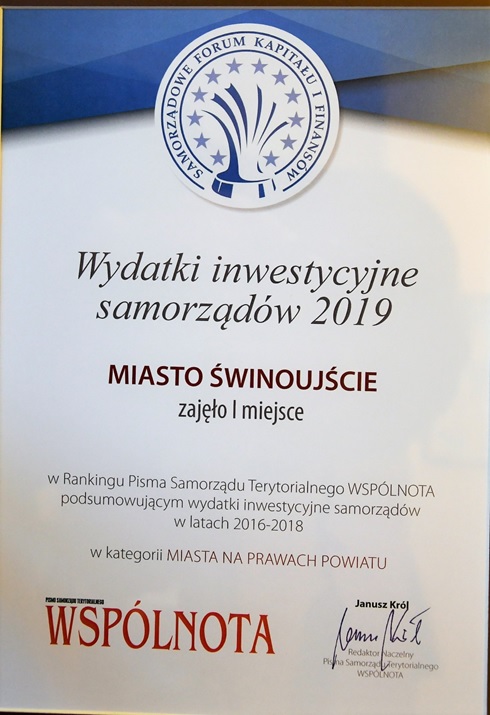 SAMORZĄDOWE FORUM KAPITAŁU I FINANSÓW
Wydatki inwestycyjne
samorządów 2019
MIASTO ŚWINOUJŚCIE
zajęło I miejsce
w Rankingu Pisma Samorządu Terytorialnego WSPÓLNOTA
podsumowującym wydatki inwestycyjne samorządów
w latach 2016-2018
w kategorii MIASTA NA PRAWACH POWIATU
PISMO SAMORZĄDU TERYTORIALNEGO
WSPÓLNOTA
Janusz Król
Redaktor Naczelny
Pisma Samorządu Terytorialnego
WSPÓLNOTA